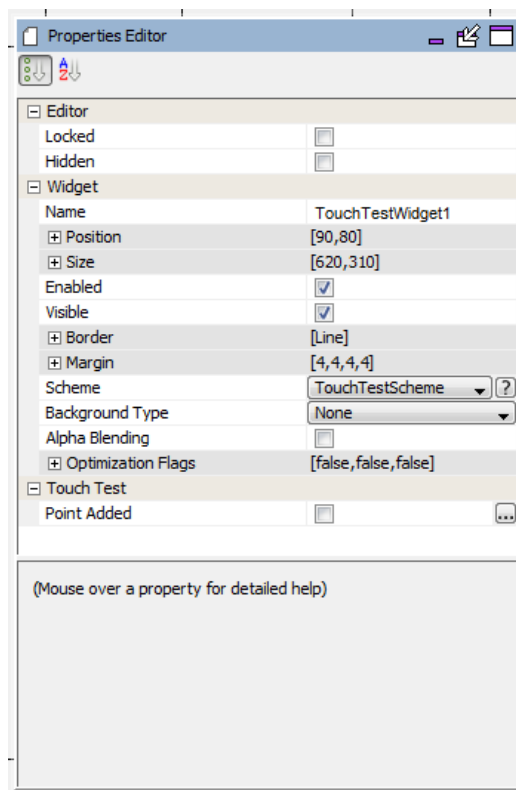 Properties Editor
A
Z
Editor
Locked
Hidden
Widget
Name TouchTestWidget1
Position [90,80]
Size [620,310]
Enabled
Visible
Border [Line]
Margin [4,4,4,4]
Scheme TouchTestScheme ?
Background Type None
Alpha Blending
Optimization Flags [false,false,false]
Touch Test
Point Added ...
(Mouse over a property for detailed help)